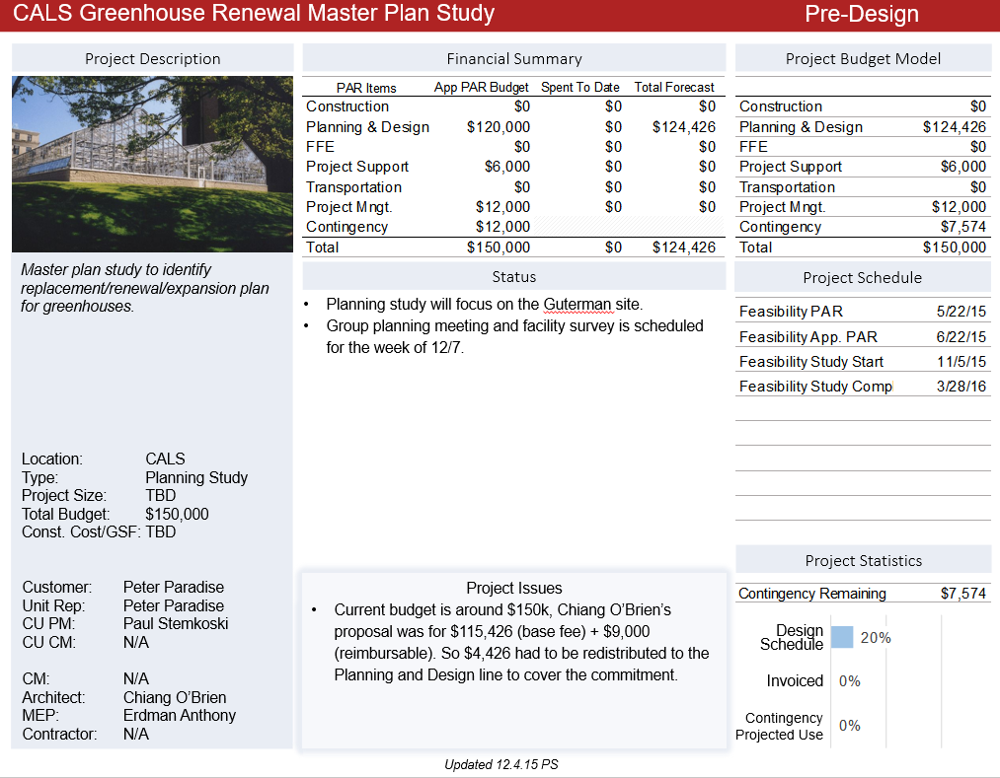 CALS Greenhouse Renewal Master Plan Study Pre-Design
Project Description
Master plan study to identify
replacement/renewal/expansion plan
for greenhouses.
Location: CALS
Type: Planning Study
Project Size: TBD
Total Budget: $150,000
Const. Cost/GSF: TBD
Customer: Peter Paradise
Unit Rep: Peter Paradise
CU PM: Paul Stemkoski
CU CM: N/A
CM: N/A
Architect: Chiang O’Brien
MEP: Erdman Anthony
Contractor: N/A
Financial Summary
PAR Items App PAR Budget Spent To Date Total Forecast
Construction $0 $0 $0
Planning & Design $120,000 $0 $124,426
FFE $0 $0 $0
Project Support $6,000 $0 $0
Transportation $0 $0 $0
Project Mngt. $12,000 $0 $0
Contingency $12,000
Total $150,000 $0 $124,426
Status
• Planning study will focus on the Guterman site.
• Group planning meeting and facility survey is scheduled
for the week of 12/7.
Project Issues
• Current budget is around $150k, Chiang O’Brien’s
proposal was for $115,426 (base fee) + $9,000
(reimbursable). So $4,426 had to be redistributed to the
Planning and Design line to cover the commitment.
Project Budget Model
Construction $0
Planning & Design $124,426
FFE $0
Project Support $6,000
Transportation $0
Project Mngt. $12,000
Contingency $7,574
Total $150,000
Project Schedule
Feasibility PAR 5/22/15
Feasibility App. PAR 6/22/15
Feasibility Study Start 11/5/15
Feasibility Study Comp 3/28/16
Project Statistics
Contingency Remaining $7,574
Design
Schedule 20%
Invoiced 0%
Contingency
Projected Use 0%
Updated 12.4.15 PS